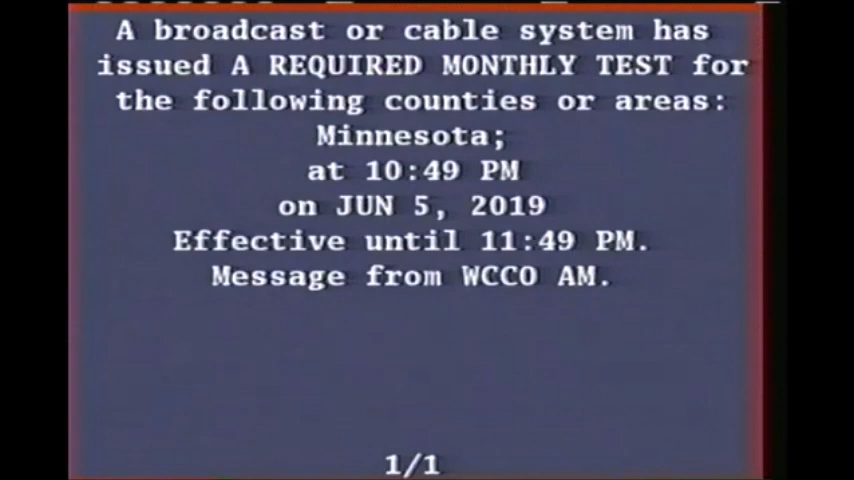 A broadcast or cable system has
issued A REQUIRED MONTHLY TEST for
the following counties or areas:
Minnesota;
at 10:49 PM
on JUN 5, 2019
Effective until 11:49 PM.
Message from WCCO AM.
1/1